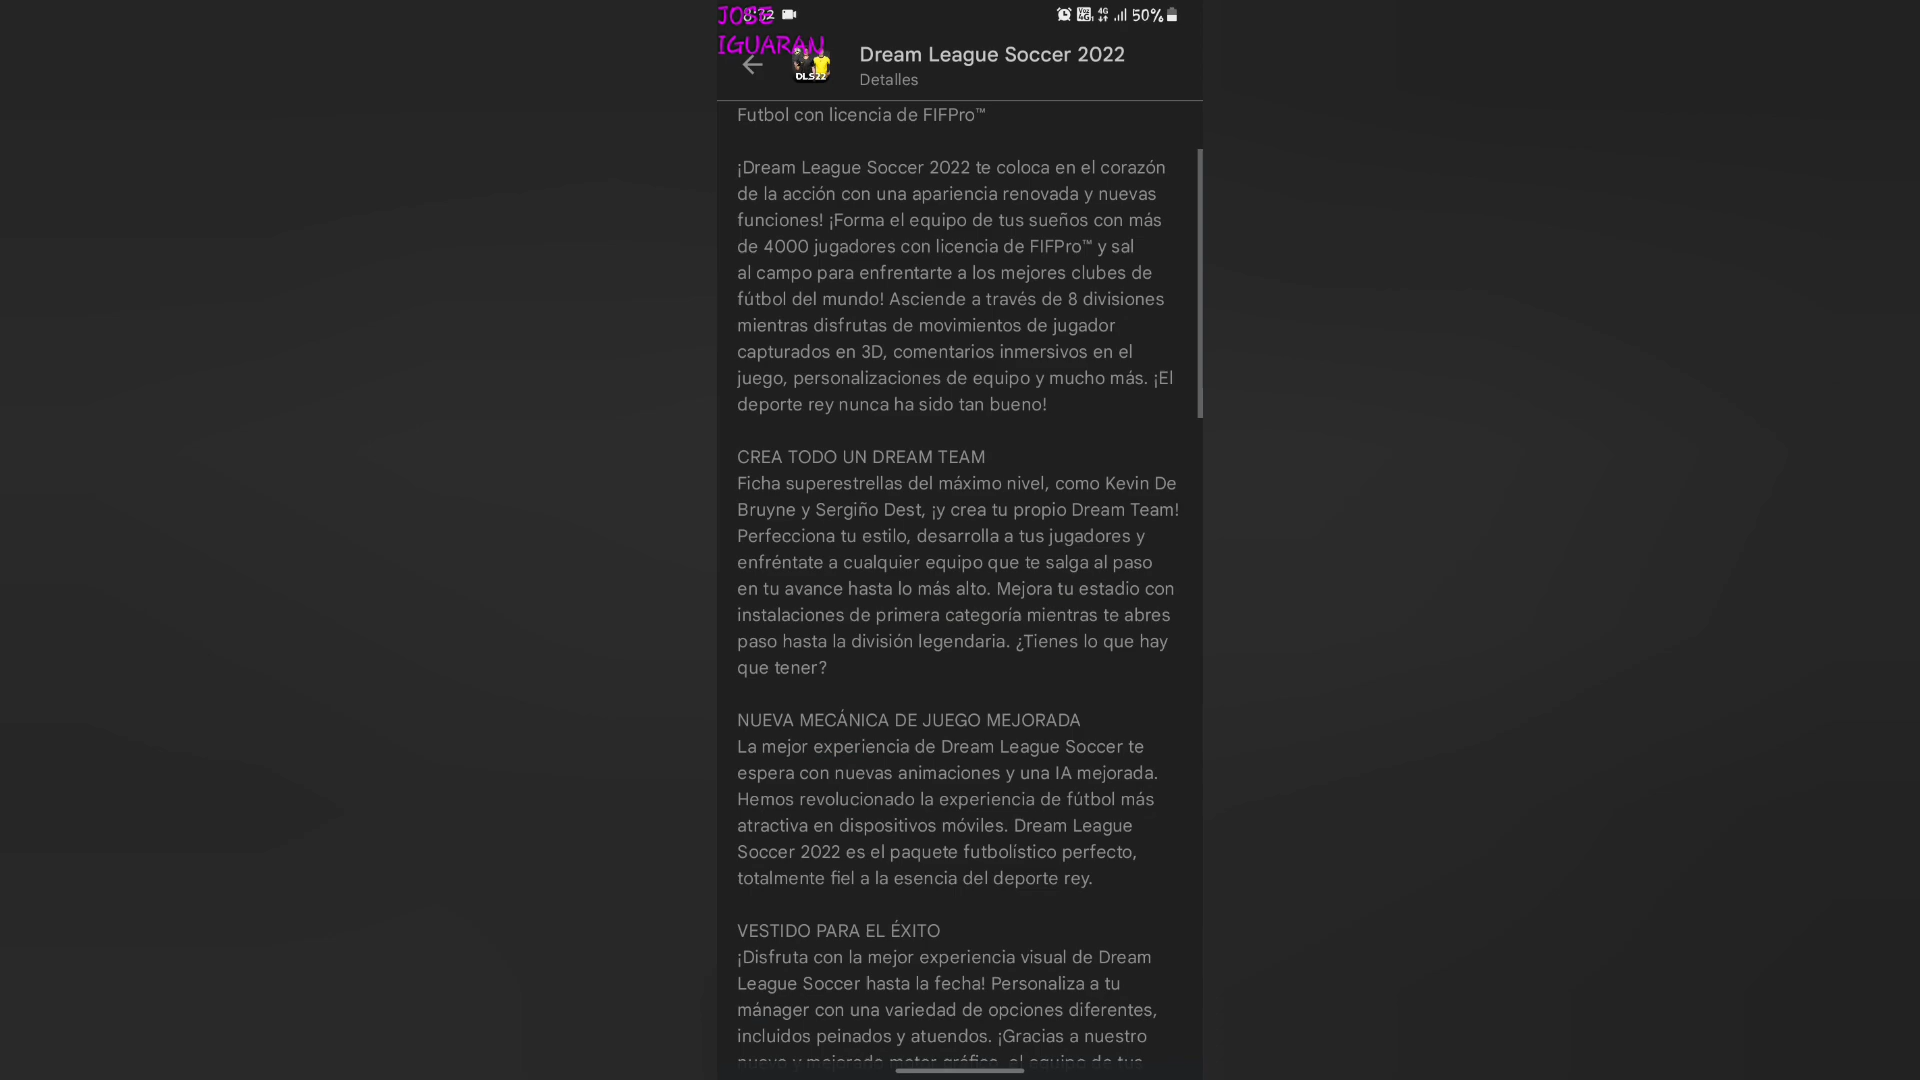 JOSE
IGUARAN
8:32
50%
DLS22
Dream League Soccer 2022
Detalles
Futbol con licencia de FIFPro™
¡Dream League Soccer 2022 te coloca en el corazón
de la acción con una apariencia renovada y nuevas
funciones! ¡Forma el equipo de tus sueños con más
de 4000 jugadores con licencia de FIFPro™ y sal
al campo para enfrentarte a los mejores clubes de
fútbol del mundo! Asciende a través de 8 divisiones
mientras disfrutas de movimientos de jugador
capturados en 3D, comentarios inmersivos en el
juego, personalizaciones de equipo y mucho más. ¡El
deporte rey nunca ha sido tan bueno!
CREA TODO UN DREAM TEAM
Ficha superestrellas del máximo nivel, como Kevin De
Bruyne y Sergiño Dest, ¡y crea tu propio Dream Team!
Perfecciona tu estilo, desarrolla a tus jugadores y
enfréntate a cualquier equipo que te salga al paso
en tu avance hasta lo más alto. Mejora tu estadio con
instalaciones de primera categoría mientras te abres
paso hasta la división legendaria. ¿Tienes lo que hay
que tener?
NUEVA MECÁNICA DE JUEGO MEJORADA
La mejor experiencia de Dream League Soccer te
espera con nuevas animaciones y una IA mejorada.
Hemos revolucionado la experiencia de fútbol más
atractiva en dispositivos móviles. Dream League
Soccer 2022 es el paquete futbolístico perfecto,
totalmente fiel a la esencia del deporte rey.
VESTIDO PARA EL ÉXITO
¡Disfruta con la mejor experiencia visual de Dream
League Soccer hasta la fecha! Personaliza a tu
mánager con una variedad de opciones diferentes,
incluidos peinados y atuendos. ¡Gracias a nuestro
nuevo y mejorado motor gráfico, el equipo de tus